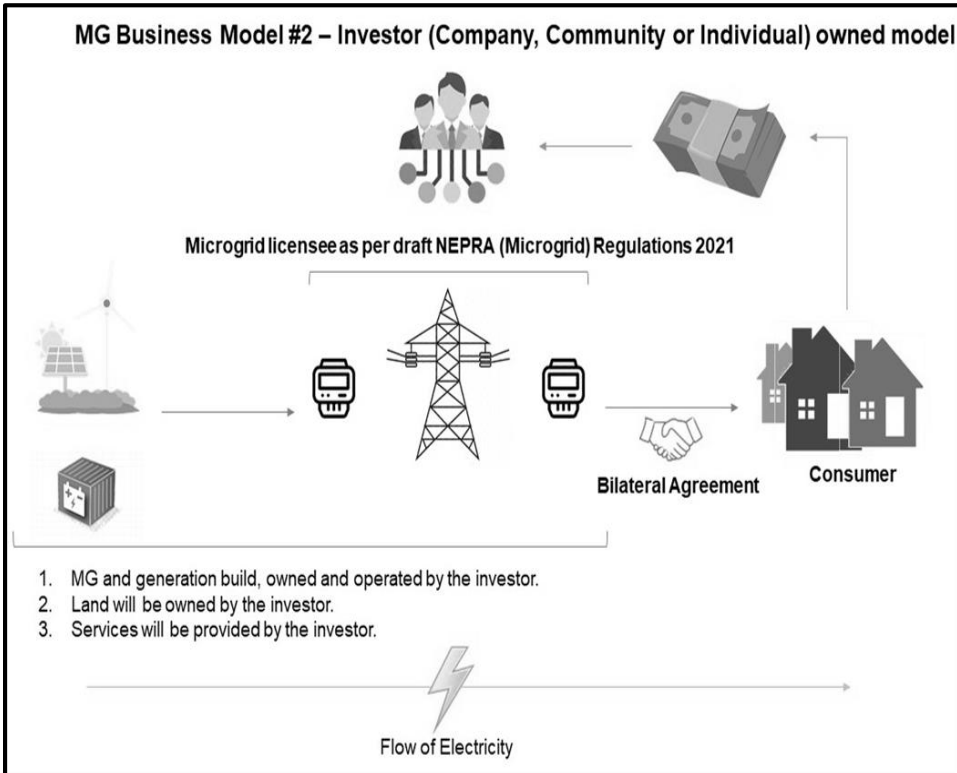 MG Business Model #2 – Investor (Company, Community or Individual) owned model
Microgrid licensee as per draft NEPRA (Microgrid) Regulations 2021
Bilateral Agreement
Consumer
1. MG and generation build, owned and operated by the investor.
2. Land will be owned by the investor.
3. Services will be provided by the investor.
Flow of Electricity